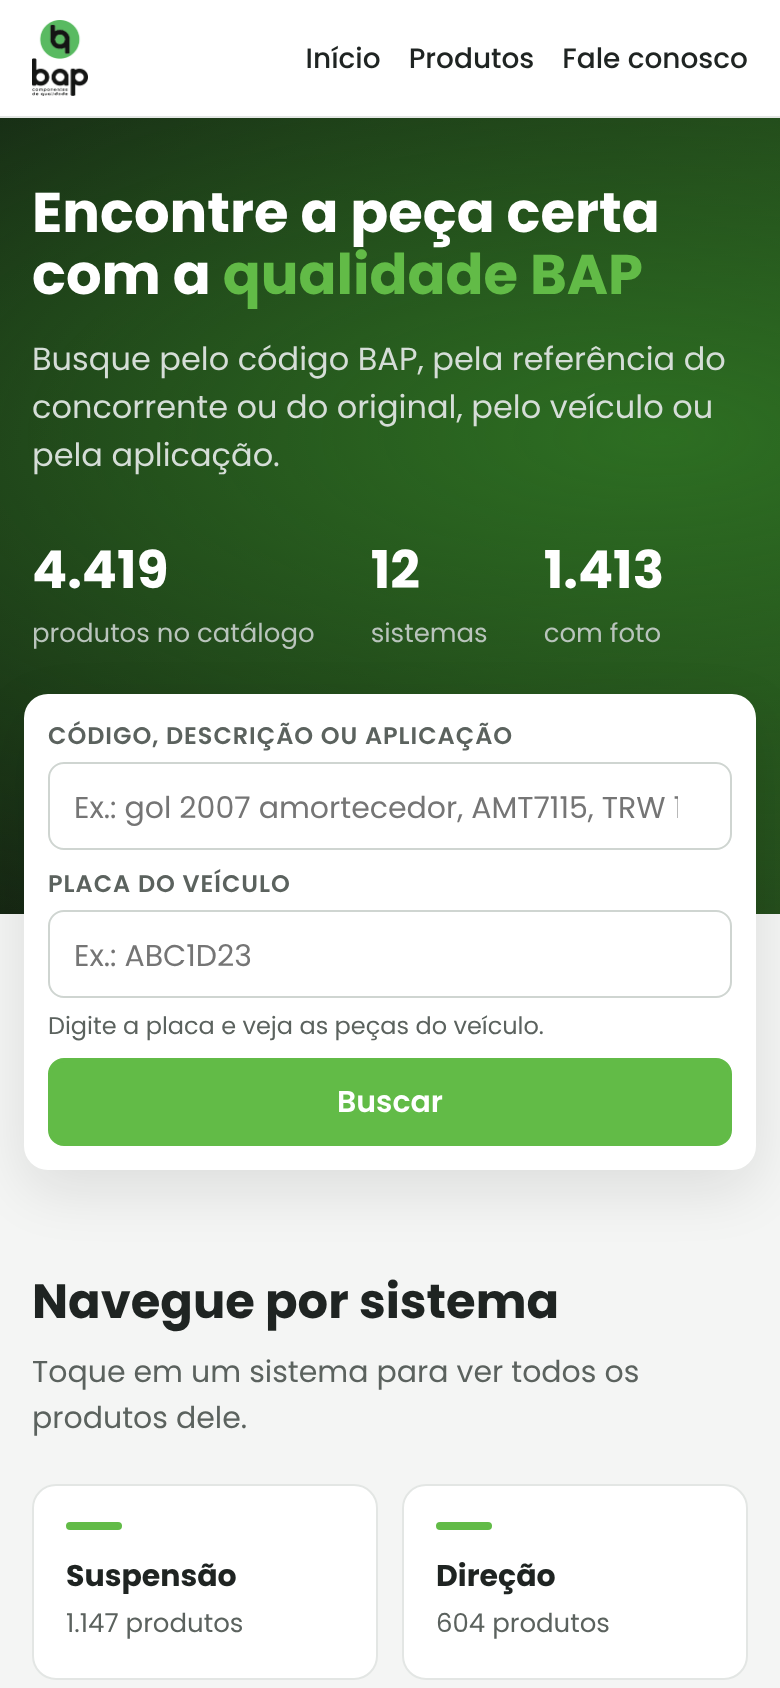 bap
componentes
de qualidade
Início Produtos Fale conosco
Encontre a peça certa
com a qualidade BAP
Busque pelo código BAP, pela referência do
concorrente ou do original, pelo veículo ou
pela aplicação.
4.419 12 1.413
produtos no catálogo sistemas com foto
CÓDIGO, DESCRIÇÃO OU APLICAÇÃO
Ex.: gol 2007 amortecedor, AMT7115, TRW
PLACA DO VEÍCULO
Ex.: ABC1D23
Digite a placa e veja as peças do veículo.
Buscar
Navegue por sistema
Toque em um sistema para ver todos os
produtos dele.
Suspensão Direção
1.147 produtos 604 produtos